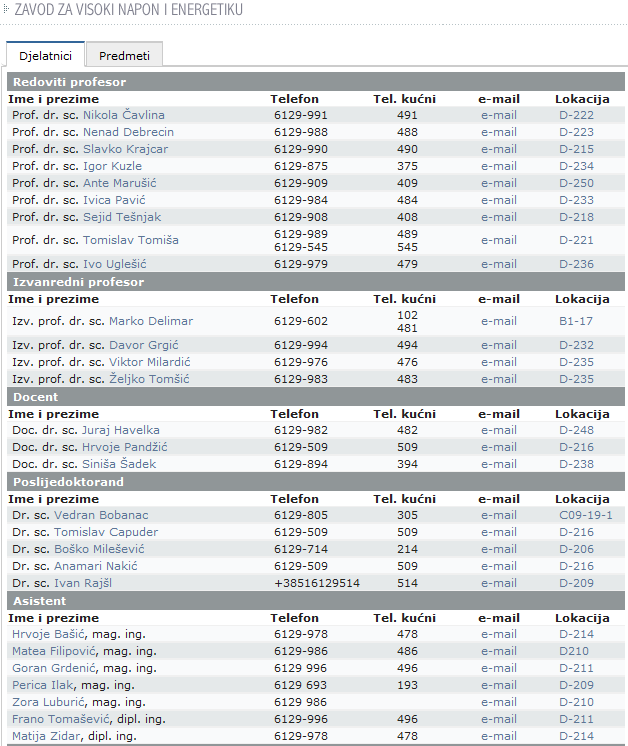 ZAVOD ZA VISOKI NAPON I ENERGETIKU
Djelatnici Predmeti
Redoviti profesor
Ime i prezime Telefon Tel. kućni e-mail Lokacija
Prof. dr. sc. Nikola Čavlina 6129-991 491 e-mail D-222
Prof. dr. sc. Nenad Debrecin 6129-988 488 e-mail D-223
Prof. dr. sc. Slavko Krajcar 6129-990 490 e-mail D-215
Prof. dr. sc. Igor Kuzle 6129-875 375 e-mail D-234
Prof. dr. sc. Ante Marušić 6129-909 409 e-mail D-250
Prof. dr. sc. Ivica Pavić 6129-984 484 e-mail D-233
Prof. dr. sc. Sejid Tešnjak 6129-908 408 e-mail D-218
Prof. dr. sc. Tomislav Tomiša 6129-989 489 e-mail D-221
6129-545 545
Prof. dr. sc. Ivo Uglešić 6129-979 479 e-mail D-236
Izvanredni profesor
Ime i prezime Telefon Tel. kućni e-mail Lokacija
Izv. prof. dr. sc. Marko Delimar 6129-602 102 e-mail B1-17
481
Izv. prof. dr. sc. Davor Grgić 6129-994 494 e-mail D-232
Izv. prof. dr. sc. Viktor Milardić 6129-976 476 e-mail D-235
Izv. prof. dr. sc. Željko Tomšić 6129-983 483 e-mail D-235
Docent
Ime i prezime Telefon Tel. kućni e-mail Lokacija
Doc. dr. sc. Juraj Havelka 6129-982 482 e-mail D-248
Doc. dr. sc. Hrvoje Pandžić 6129-509 509 e-mail D-216
Doc. dr. sc. Siniša Šadek 6129-894 394 e-mail D-238
Poslijedoktorand
Ime i prezime Telefon Tel. kućni e-mail Lokacija
Dr. sc. Vedran Bobanac 6129-805 305 e-mail C09-19-1
Dr. sc. Tomislav Capuder 6129-509 509 e-mail D-216
Dr. sc. Boško Milešević 6129-714 214 e-mail D-206
Dr. sc. Anamari Nakić 6129-509 509 e-mail D-216
Dr. sc. Ivan Rajšl +38516129514 514 e-mail D-209
Asistent
Ime i prezime Telefon Tel. kućni e-mail Lokacija
Hrvoje Bašić, mag. ing. 6129-978 478 e-mail D-214
Matea Filipović, mag. ing. 6129-986 486 e-mail D210
Goran Grdenić, mag. ing. 6129 996 496 e-mail D-211
Perica Ilak, mag. ing. 6129 693 193 e-mail D-209
Zora Luburić, mag. ing. 6129 986 e-mail D-210
Frano Tomašević, dipl. ing. 6129-996 496 e-mail D-211
Matija Zidar, dipl. ing. 6129-978 478 e-mail D-214